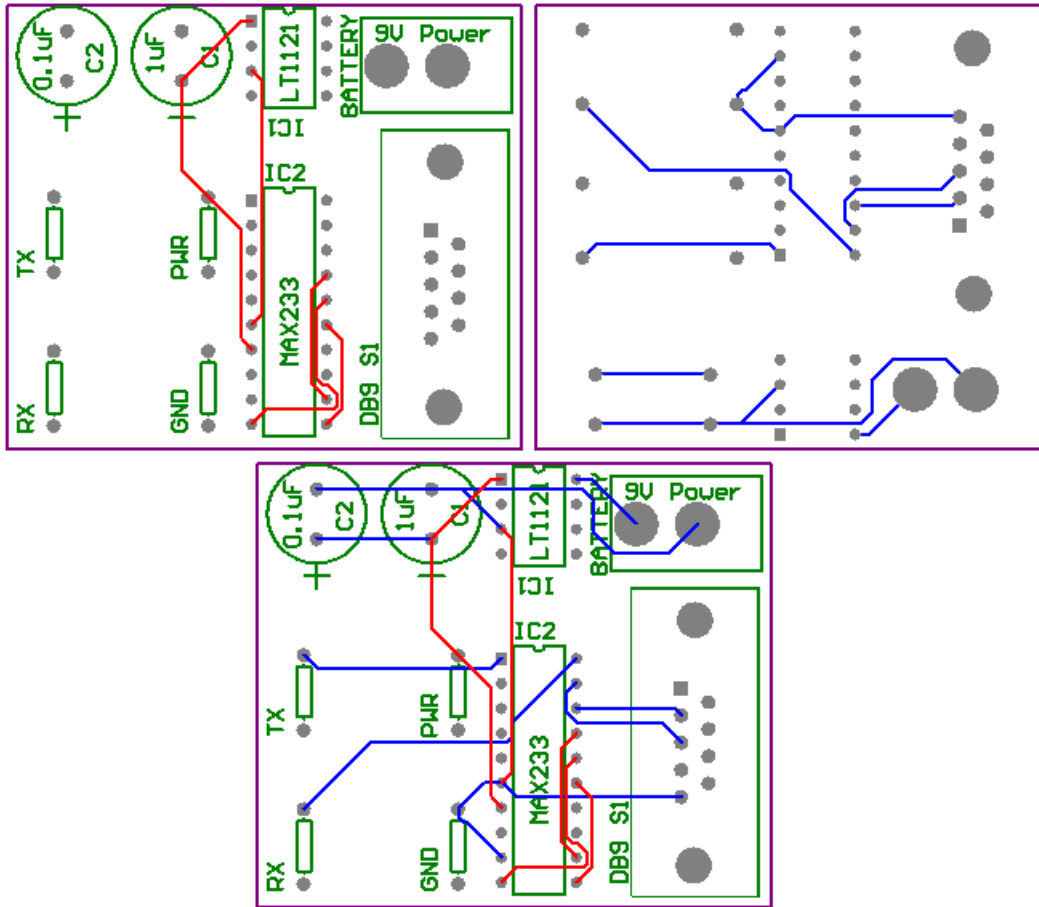 0.1uF
C2
1uF
C1
LT1121
IC1
BATTERY
9V Power
IC2
MAX233
TX
PWR
RX
GND
DB9 S1
0.1uF
C2
1uF
C1
LT1121
IC1
BATTERY
9V Power
IC2
MAX233
TX
PWR
RX
GND
DB9 S1